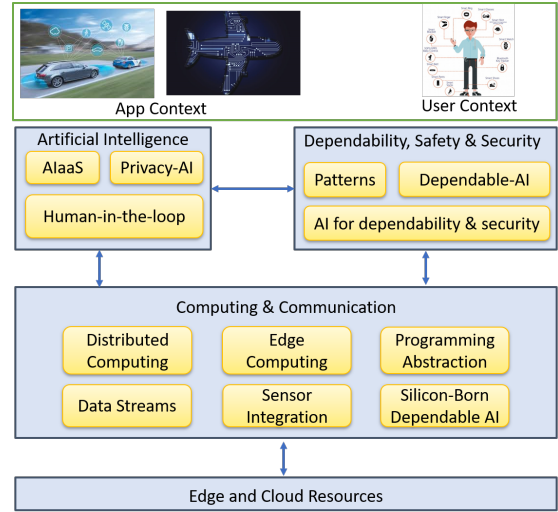 App Context
User Context
Artificial Intelligence
AIaaS
Privacy-AI
Human-in-the-loop
Dependability, Safety & Security
Patterns
Dependable-AI
AI for dependability & security
Computing & Communication
Distributed
Computing
Edge
Computing
Programming
Abstraction
Data Streams
Sensor
Integration
Silicon-Born
Dependable AI
Edge and Cloud Resources